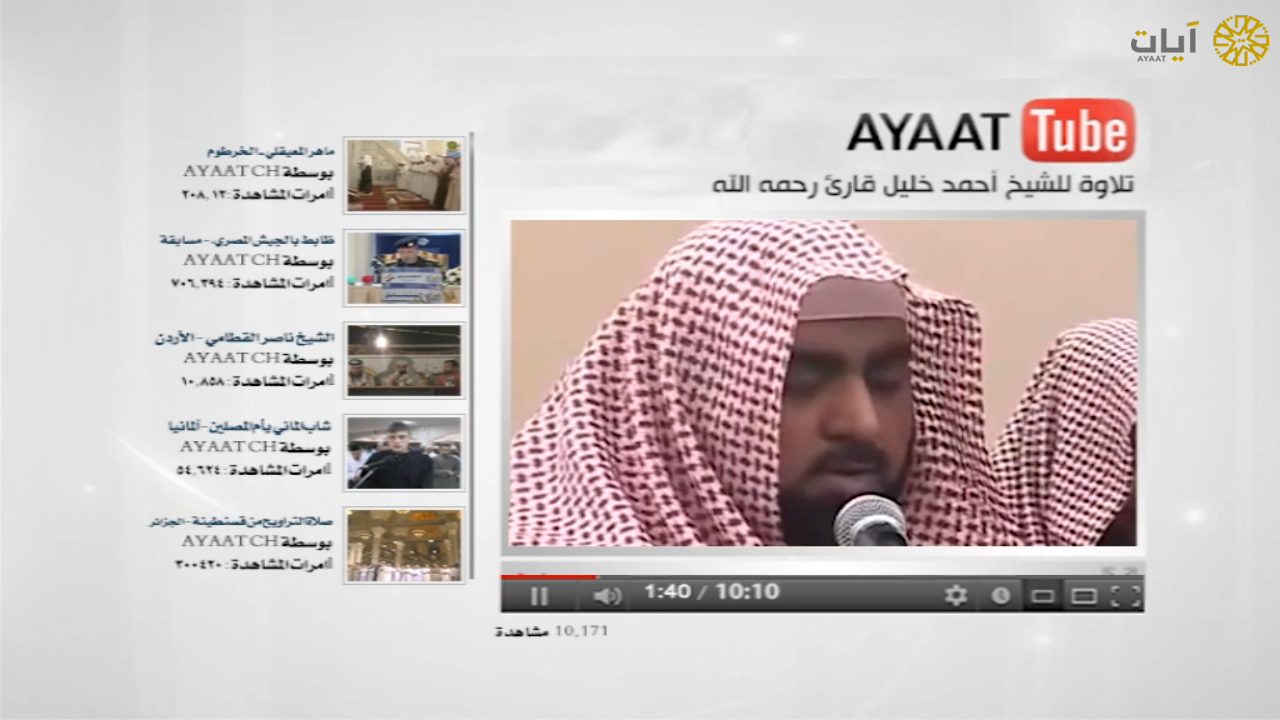 آيات
AYAAT
AYAAT Tube
تلاوة للشيخ أحمد خليل قارئ رحمه الله
ماهر المعيقلي - الخرطوم
بوسطة AYAATCH
مرات المشاهدة : ٢٠٨,١٢
ظابط بالجيش المصري - مسابقة
بوسطة AYAATCH
مرات المشاهدة : ٧٠٦,٣٩٤
الشيخ ناصر القطامي - الأردن
بوسطة AYAATCH
مرات المشاهدة : ١٠,٨٥٨
شاب الماني يأم المصلين - ألمانيا
بوسطة AYAATCH
مرات المشاهدة : ٥٤,٦٢٤
صلاة التراويح من قسنطينة - الجزائر
بوسطة AYAATCH
مرات المشاهدة : ٣٠٠٤٢٠
1:40 / 10:10
10,171 مشاهدة